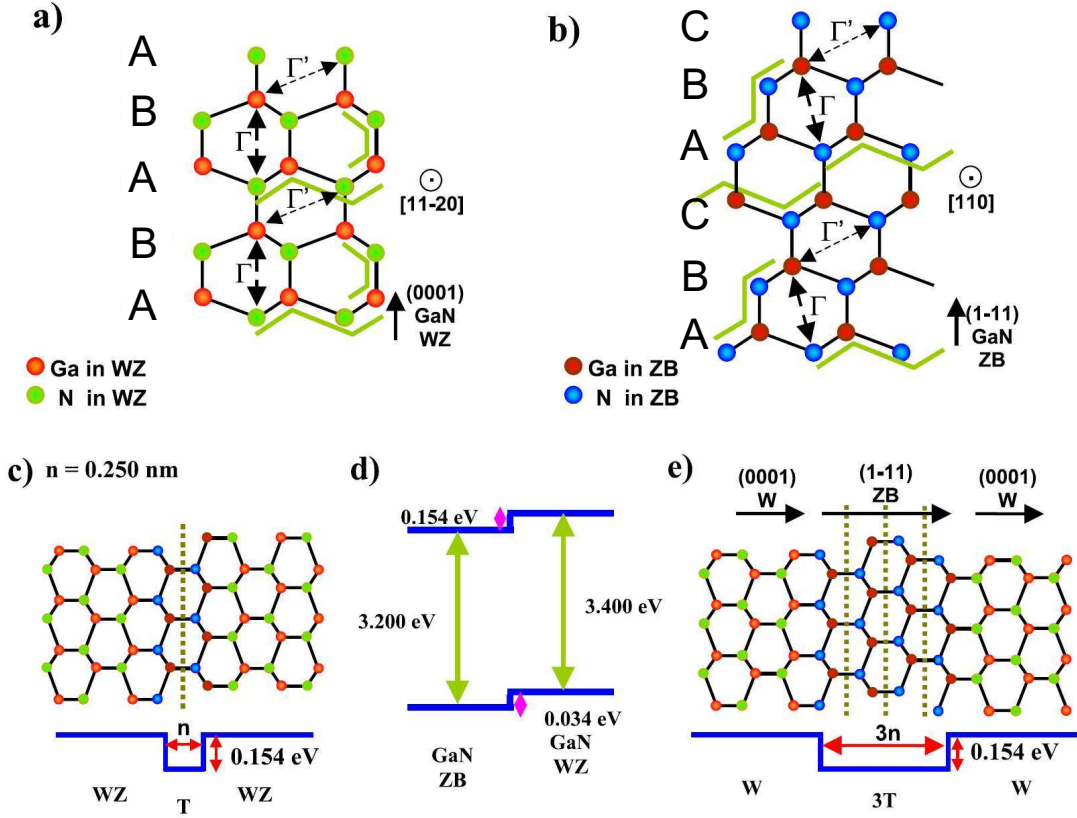 a)
A
B
A
B
A
Γ'
Γ
Γ'
Γ
[11-20]
(0001)
GaN
WZ
Ga in WZ
N in WZ
b)
C
B
A
C
B
A
Γ'
Γ
Γ'
Γ
[110]
(1-11)
GaN
ZB
Ga in ZB
N in ZB
c) n = 0.250 nm
n
0.154 eV
WZ
T
WZ
d)
0.154 eV
3.200 eV
3.400 eV
0.034 eV
GaN
ZB
GaN
WZ
e)
(0001)
W
(1-11)
ZB
(0001)
W
3n
0.154 eV
W
3T
W